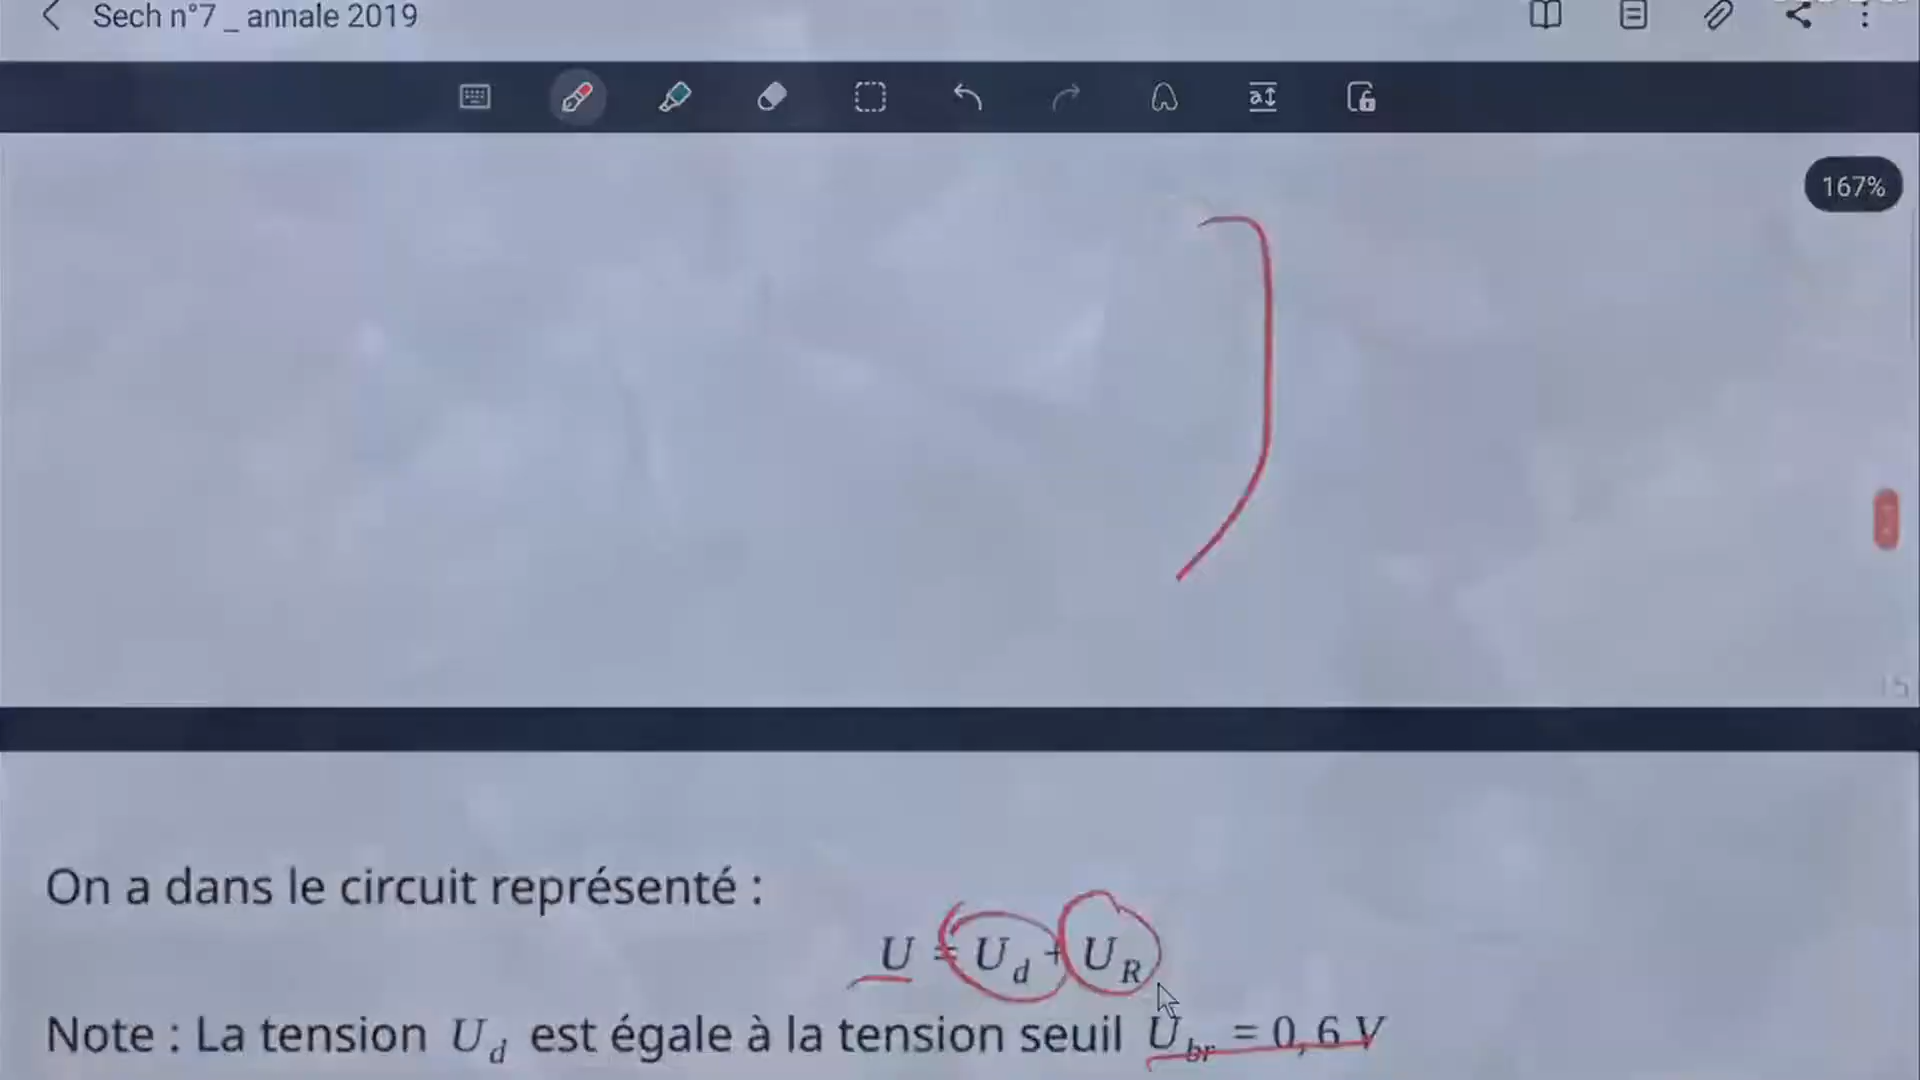 Sech n°7 _ annale 2019
a
167%
15
On a dans le circuit représenté :
U = U_d + U_R
Note : La tension U_d est égale à la tension seuil U_br = 0,6 V